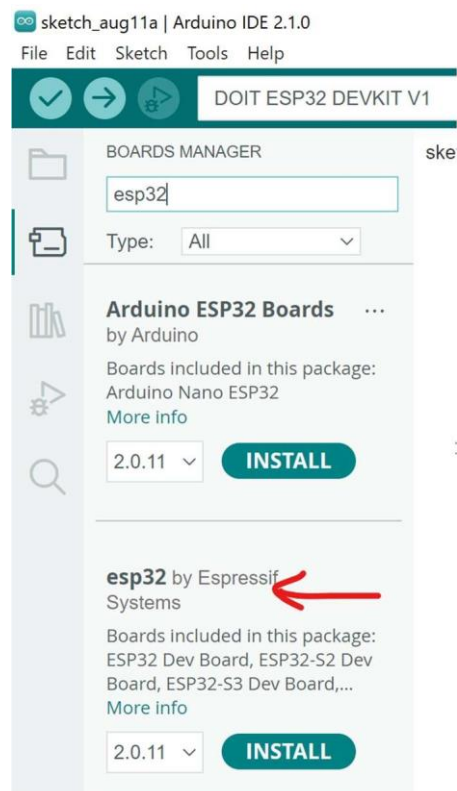 sketch_aug11a | Arduino IDE 2.1.0
File Edit Sketch Tools Help
DOIT ESP32 DEVKIT V1
BOARDS MANAGER
ske
esp32
Type: All
Arduino ESP32 Boards ...
by Arduino
Boards included in this package:
Arduino Nano ESP32
More info
2.0.11 INSTALL
esp32 by Espressif
Systems
Boards included in this package:
ESP32 Dev Board, ESP32-S2 Dev
Board, ESP32-S3 Dev Board,...
More info
2.0.11 INSTALL